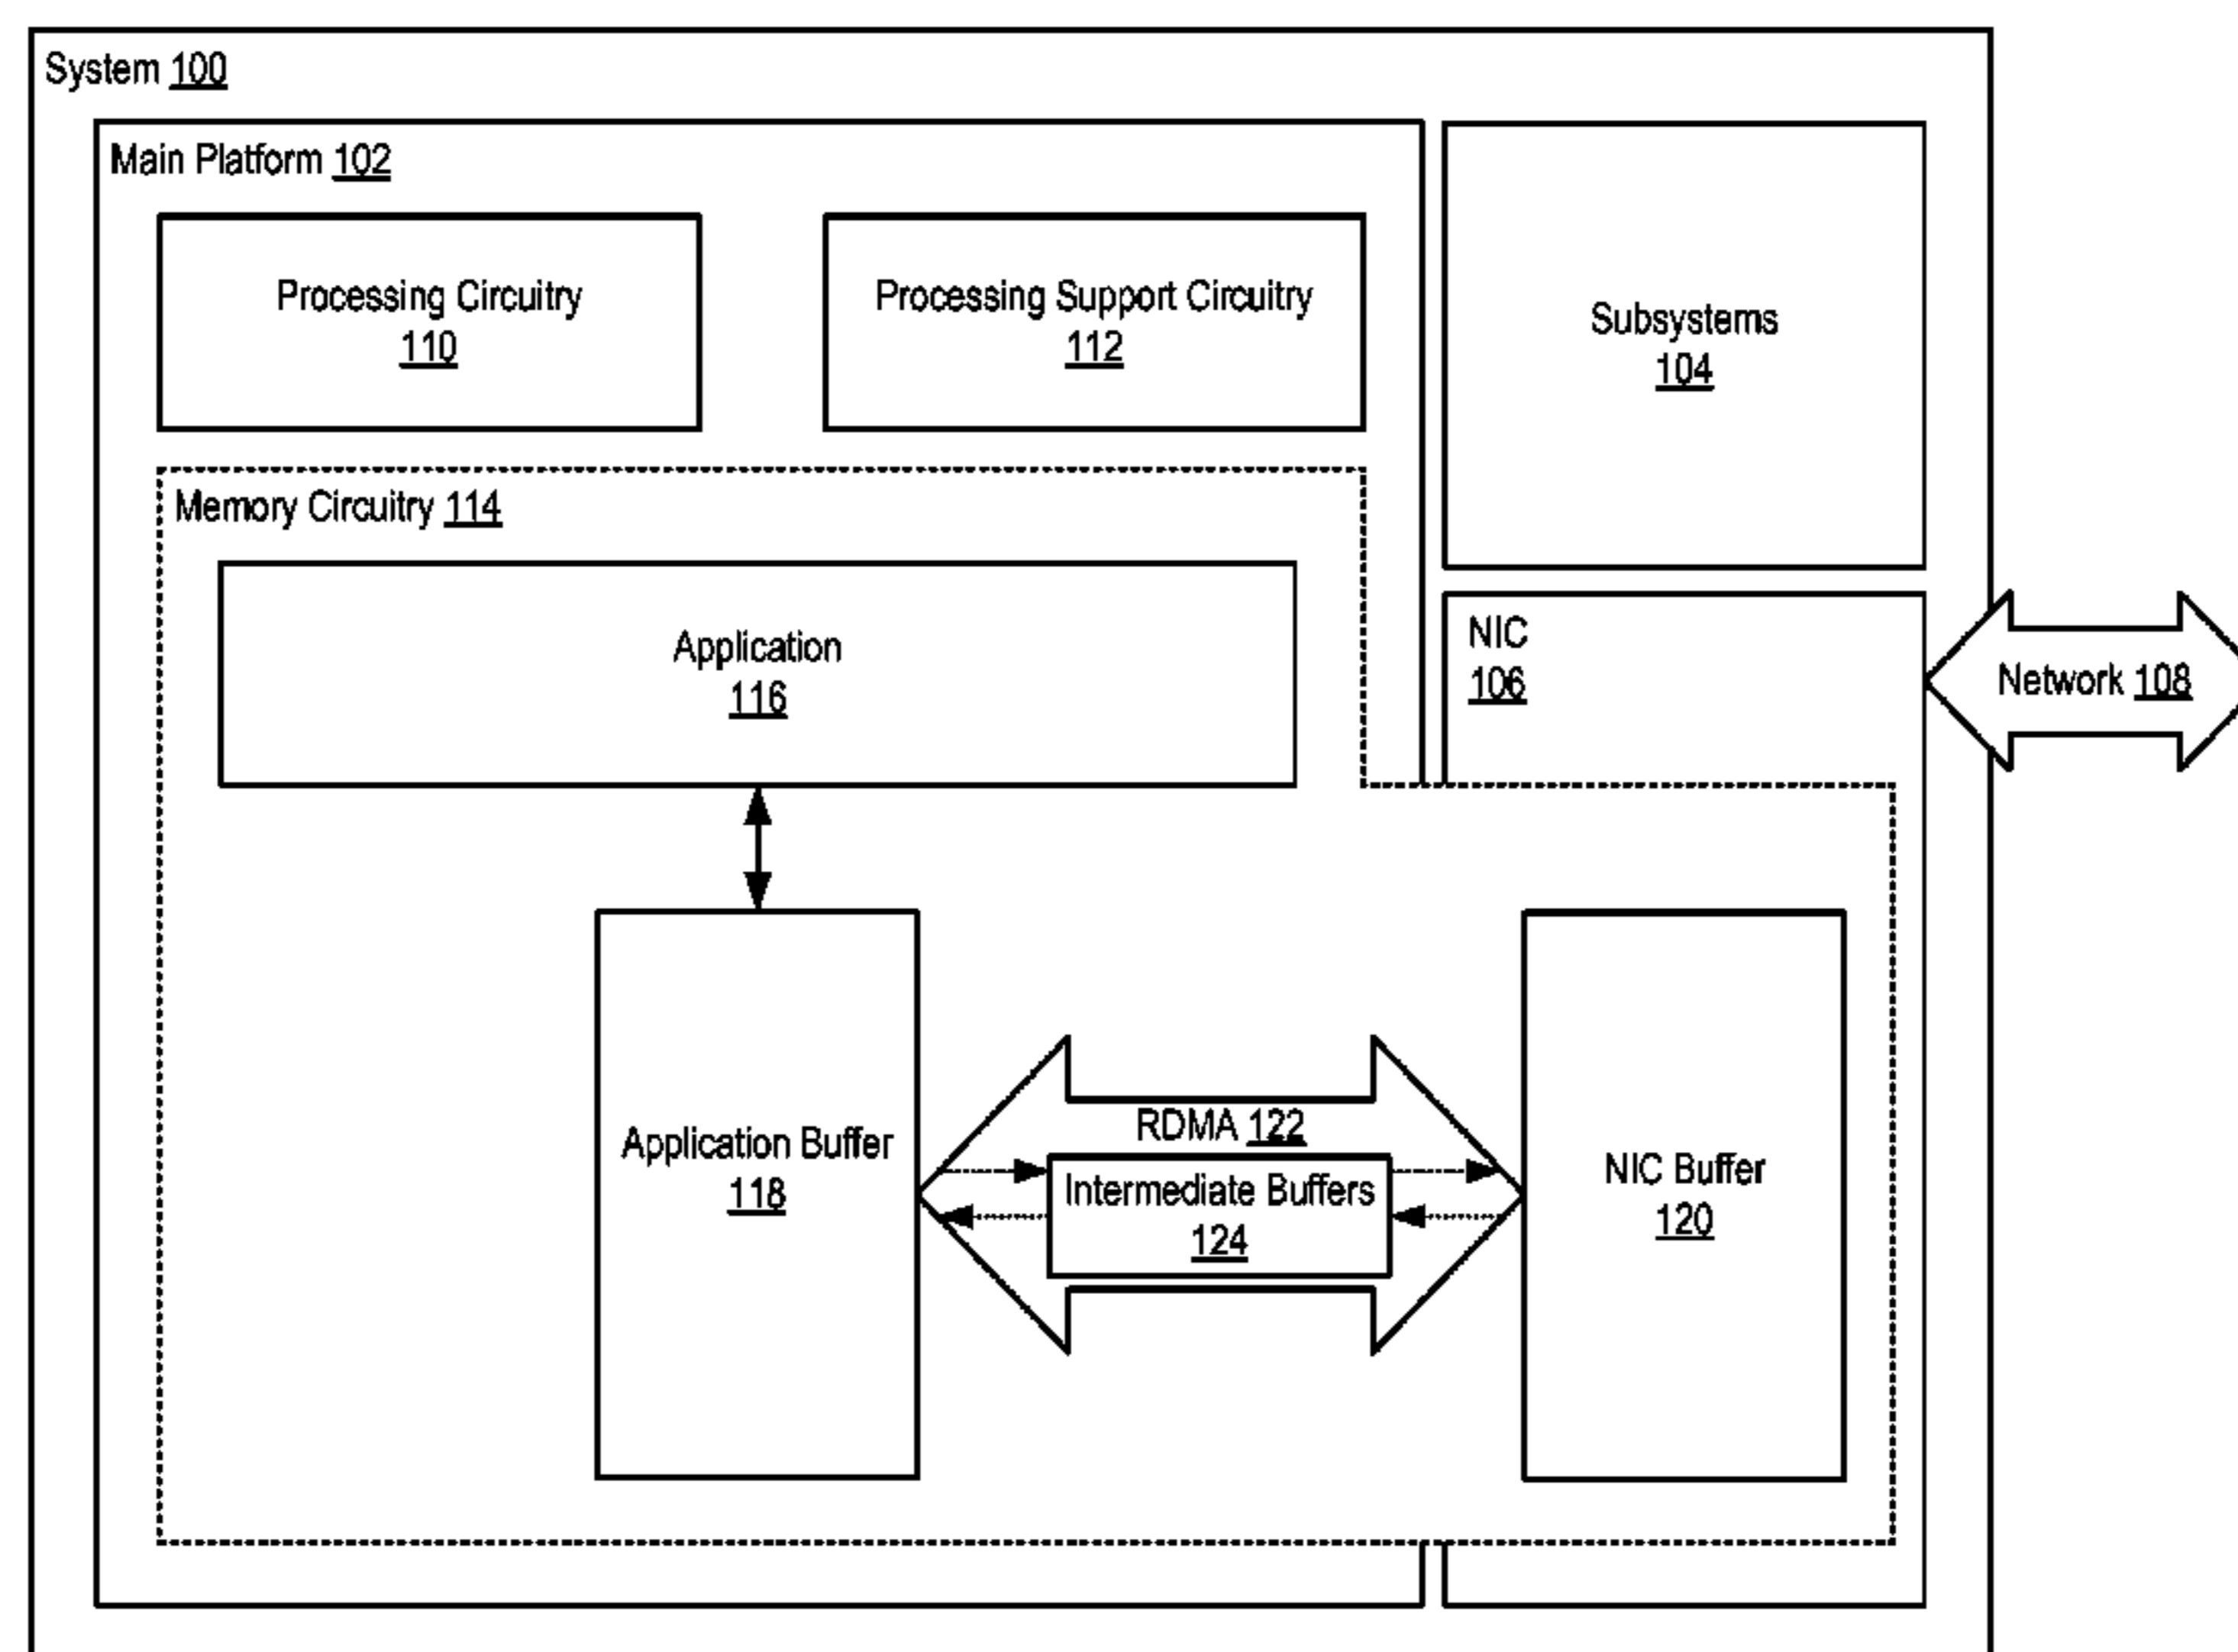 System 100
Main Platform 102
Processing Circuitry
110
Processing Support Circuitry
112
Subsystems
104
Memory Circuitry 114
Application
116
NIC
106
Network 108
Application Buffer
118
RDMA 122
Intermediate Buffers
124
NIC Buffer
120